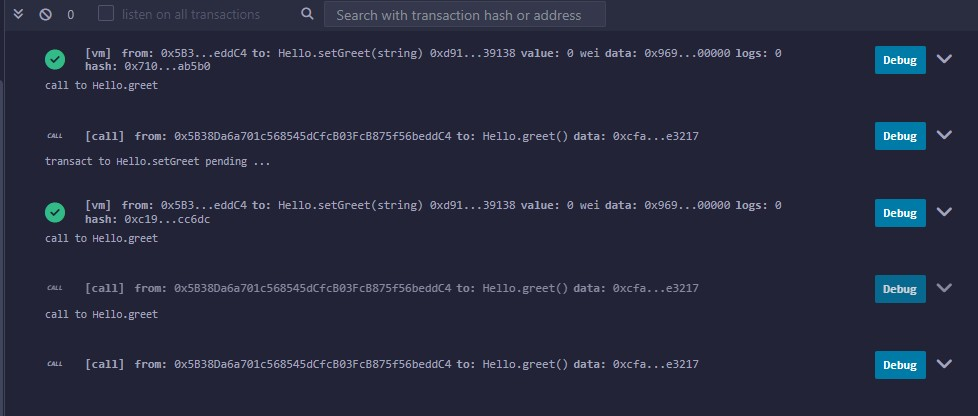 0 listen on all transactions Search with transaction hash or address
[vm] from: 0x5B3...eddC4 to: Hello.setGreet(string) 0xd91...39138 value: 0 wei data: 0x969...00000 logs: 0 Debug
hash: 0x710...ab5b0
call to Hello.greet
CALL [call] from: 0x5B38Da6a701c568545dCfcB03FcB875f56beddC4 to: Hello.greet() data: 0xcfa...e3217 Debug
transact to Hello.setGreet pending ...
[vm] from: 0x5B3...eddC4 to: Hello.setGreet(string) 0xd91...39138 value: 0 wei data: 0x969...00000 logs: 0 Debug
hash: 0xc19...cc6dc
call to Hello.greet
CALL [call] from: 0x5B38Da6a701c568545dCfcB03FcB875f56beddC4 to: Hello.greet() data: 0xcfa...e3217 Debug
call to Hello.greet
CALL [call] from: 0x5B38Da6a701c568545dCfcB03FcB875f56beddC4 to: Hello.greet() data: 0xcfa...e3217 Debug